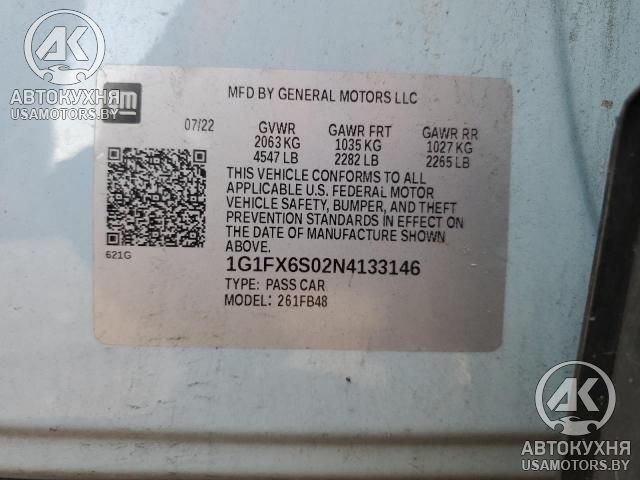 АВТОКУХНЯ
USAMOTORS.BY
gm
MFD BY GENERAL MOTORS LLC
07/22 GVWR GAWR FRT GAWR RR
2063 KG 1035 KG 1027 KG
4547 LB 2282 LB 2265 LB
THIS VEHICLE CONFORMS TO ALL
APPLICABLE U.S. FEDERAL MOTOR
VEHICLE SAFETY, BUMPER, AND THEFT
PREVENTION STANDARDS IN EFFECT ON
THE DATE OF MANUFACTURE SHOWN
ABOVE.
621G
1G1FX6S02N4133146
TYPE: PASS CAR
MODEL: 261FB48
АК
АВТОКУХНЯ
USAMOTORS.BY